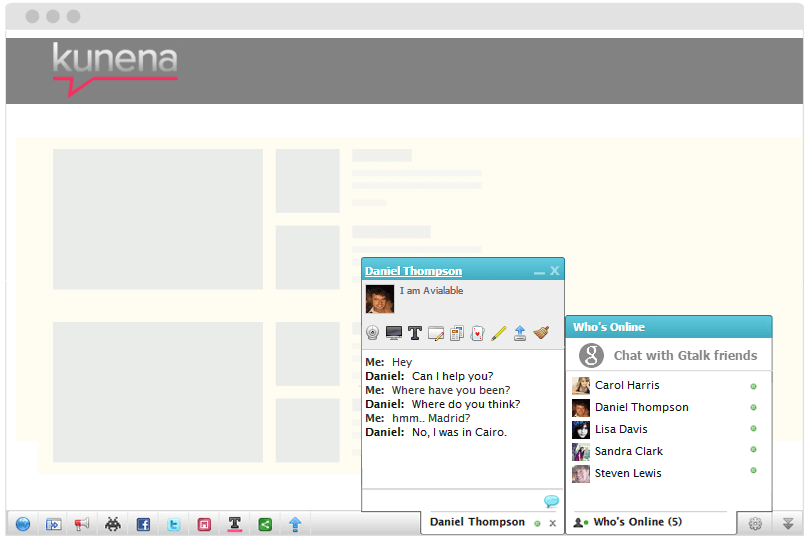 kunena
Daniel Thompson
I am Avialable
Me: Hey
Daniel: Can I help you?
Me: Where have you been?
Daniel: Where do you think?
Me: hmm.. Madrid?
Daniel: No, I was in Cairo.
Who's Online
Chat with Gtalk friends
Carol Harris
Daniel Thompson
Lisa Davis
Sandra Clark
Steven Lewis
Daniel Thompson
Who's Online (5)